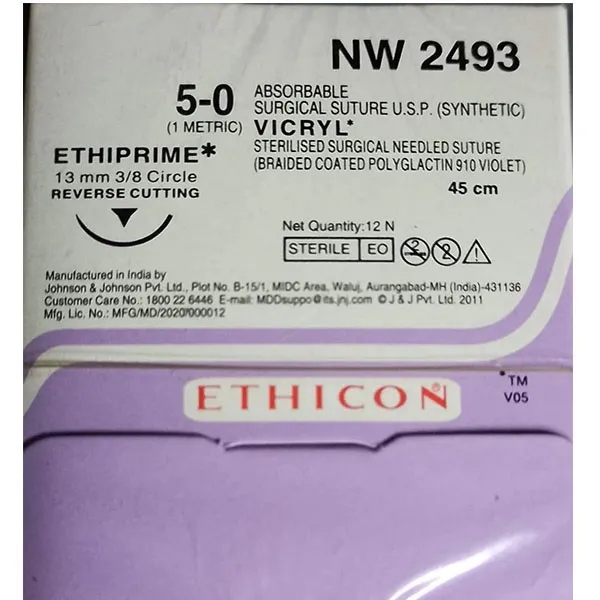 NW 2493
5-0
(1 METRIC)
ABSORBABLE
SURGICAL SUTURE U.S.P. (SYNTHETIC)
VICRYL*
STERILISED SURGICAL NEEDLED SUTURE
(BRAIDED COATED POLYGLACTIN 910 VIOLET)
45 cm
ETHIPRIME*
13 mm 3/8 Circle
REVERSE CUTTING
Net Quantity:12 N
STERILE EO
2
Manufactured in India by
Johnson & Johnson Pvt. Ltd., Plot No. B-15/1, MIDC Area, Waluj, Aurangabad-MH (India)-431136
Customer Care No.: 1800 22 6446 E-mail: MDDsuppo@its.jnj.com © J & J Pvt. Ltd. 2011
Mfg. Lic. No.: MFG/MD/2020/000012
ETHICON®
*TM
V05